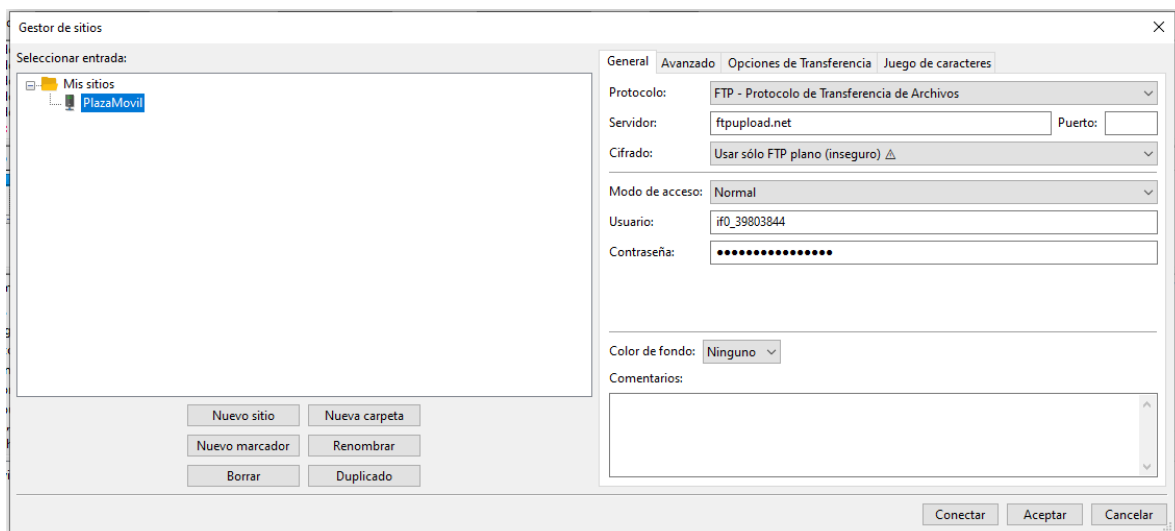 Gestor de sitios
Seleccionar entrada:
Mis sitios
PlazaMovil
Nuevo sitio Nueva carpeta
Nuevo marcador Renombrar
Borrar Duplicado
General Avanzado Opciones de Transferencia Juego de caracteres
Protocolo: FTP - Protocolo de Transferencia de Archivos
Servidor: ftpupload.net Puerto:
Cifrado: Usar sólo FTP plano (inseguro) ⚠
Modo de acceso: Normal
Usuario: if0_39803844
Contraseña: ●●●●●●●●●●●●●●●●
Color de fondo: Ninguno
Comentarios:
Conectar Aceptar Cancelar